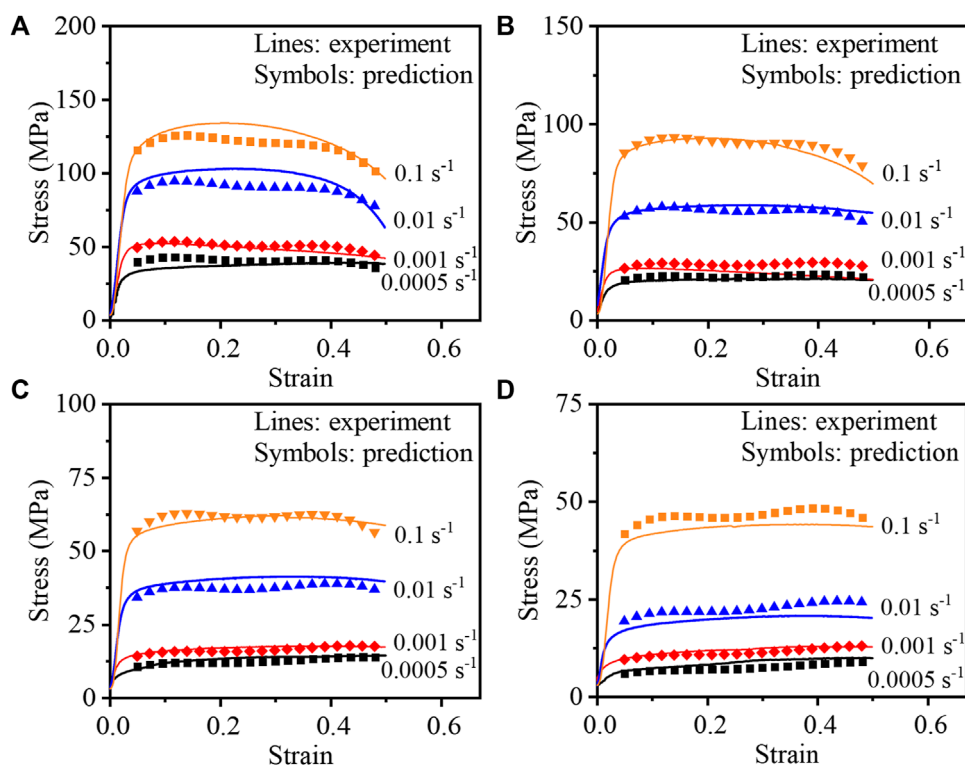 A
200
150
100
50
0
Stress (MPa)
Lines: experiment
Symbols: prediction
0.1 s⁻¹
0.01 s⁻¹
0.001 s⁻¹
0.0005 s⁻¹
0.0 0.2 0.4 0.6
Strain
B
150
100
50
0
Stress (MPa)
Lines: experiment
Symbols: prediction
0.1 s⁻¹
0.01 s⁻¹
0.001 s⁻¹
0.0005 s⁻¹
0.0 0.2 0.4 0.6
Strain
C
100
75
50
25
0
Stress (MPa)
Lines: experiment
Symbols: prediction
0.1 s⁻¹
0.01 s⁻¹
0.001 s⁻¹
0.0005 s⁻¹
0.0 0.2 0.4 0.6
Strain
D
75
50
25
0
Stress (MPa)
Lines: experiment
Symbols: prediction
0.1 s⁻¹
0.01 s⁻¹
0.001 s⁻¹
0.0005 s⁻¹
0.0 0.2 0.4 0.6
Strain